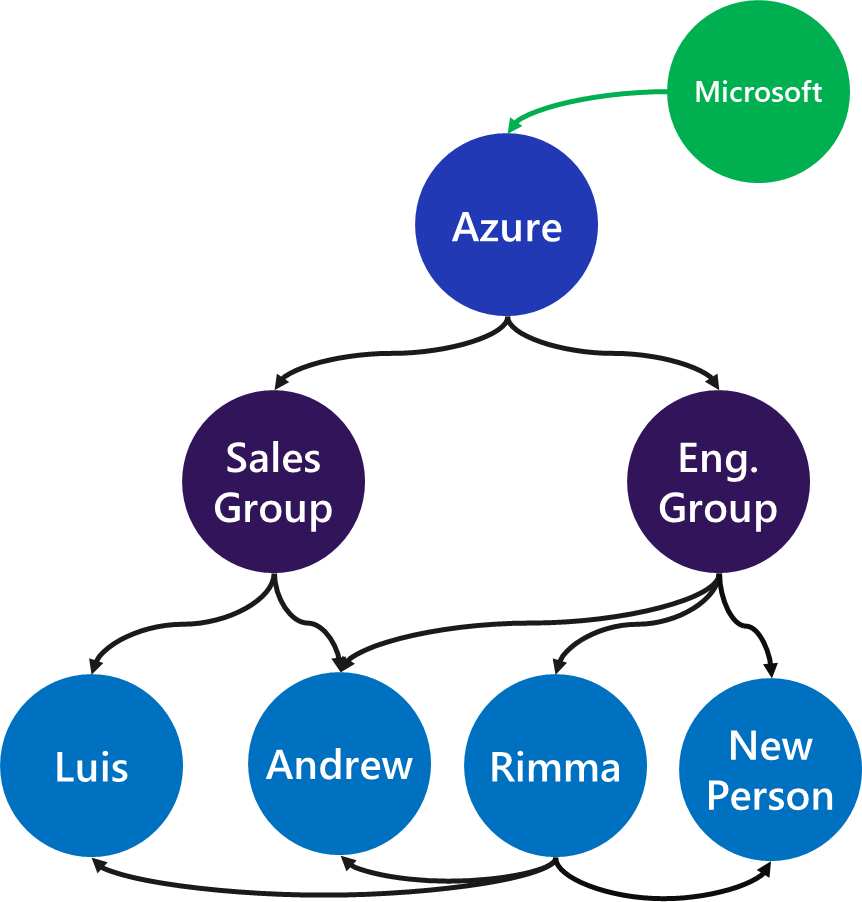 Microsoft
Azure
Sales
Group
Eng.
Group
Luis
Andrew
Rimma
New
Person